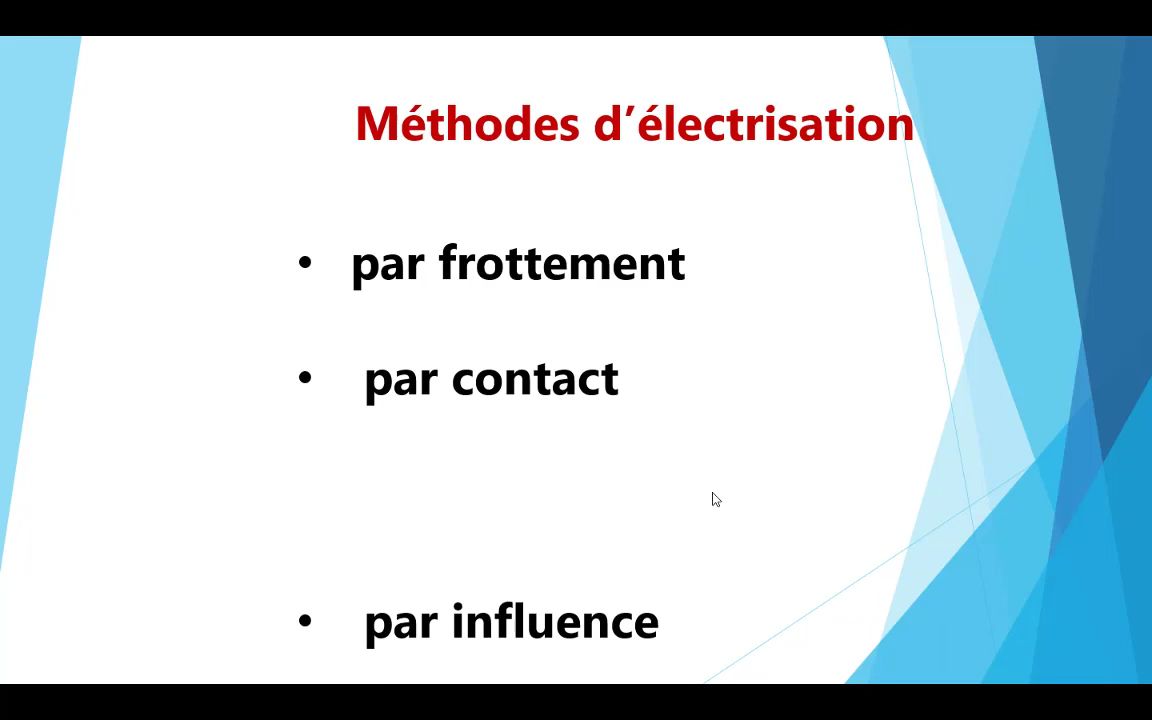 Méthodes d’électrisation
• par frottement
• par contact
• par influence